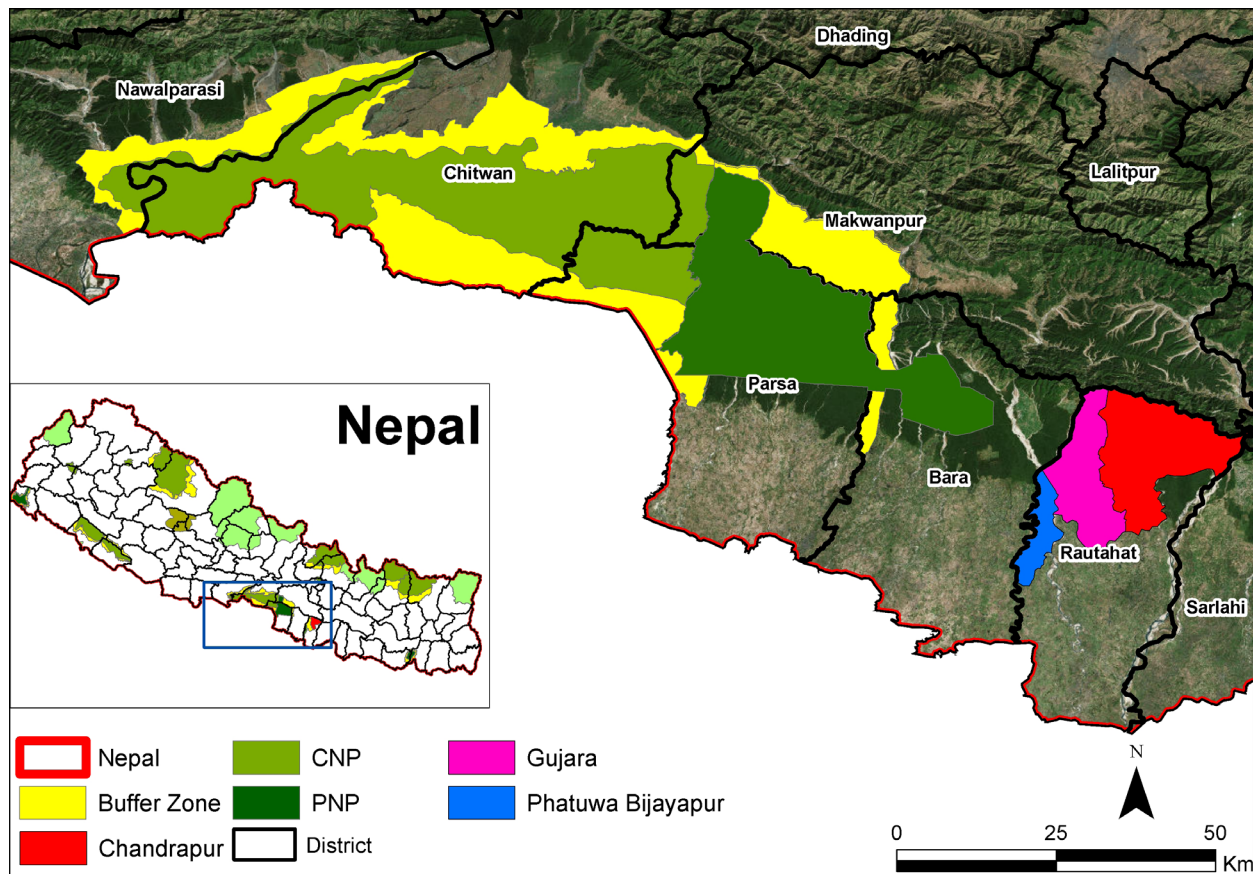 Dhading
Nawalparasi
Lalitpur
Chitwan
Makwanpur
Parsa
Nepal
Bara
Rautahat
Sarlahi
Nepal
CNP
Gujara
Buffer Zone
PNP
Phatuwa Bijayapur
Chandrapur
District
N
0 25 50
Km